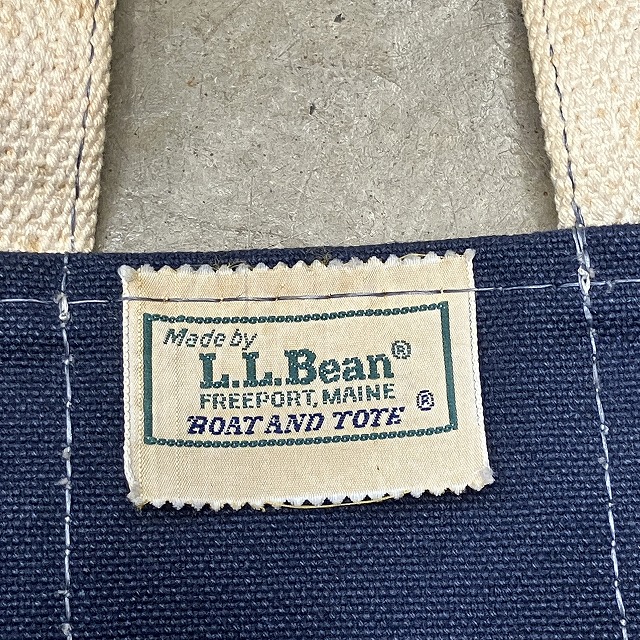 Made by
L.L.Bean®
FREEPORT, MAINE
BOAT AND TOTE ®